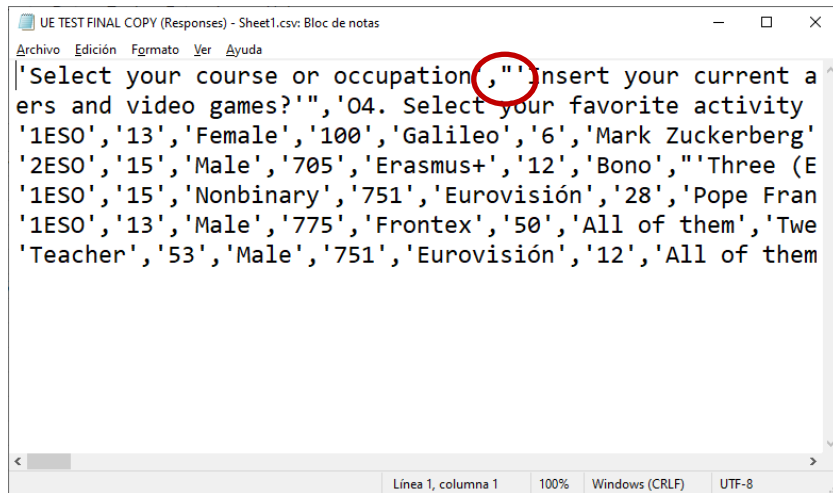 UE TEST FINAL COPY (Responses) - Sheet1.csv: Bloc de notas
Archivo Edición Formato Ver Ayuda
'Select your course or occupation',"'Insert your current a
ers and video games?'",'O4. Select your favorite activity
'1ESO','13','Female','100','Galileo','6','Mark Zuckerberg'
'2ESO','15','Male','705','Erasmus+','12','Bono',"'Three (E
'1ESO','15','Nonbinary','751','Eurovisión','28','Pope Fran
'1ESO','13','Male','775','Frontex','50','All of them','Twe
'Teacher','53','Male','751','Eurovisión','12','All of them
Línea 1, columna 1 100% Windows (CRLF) UTF-8